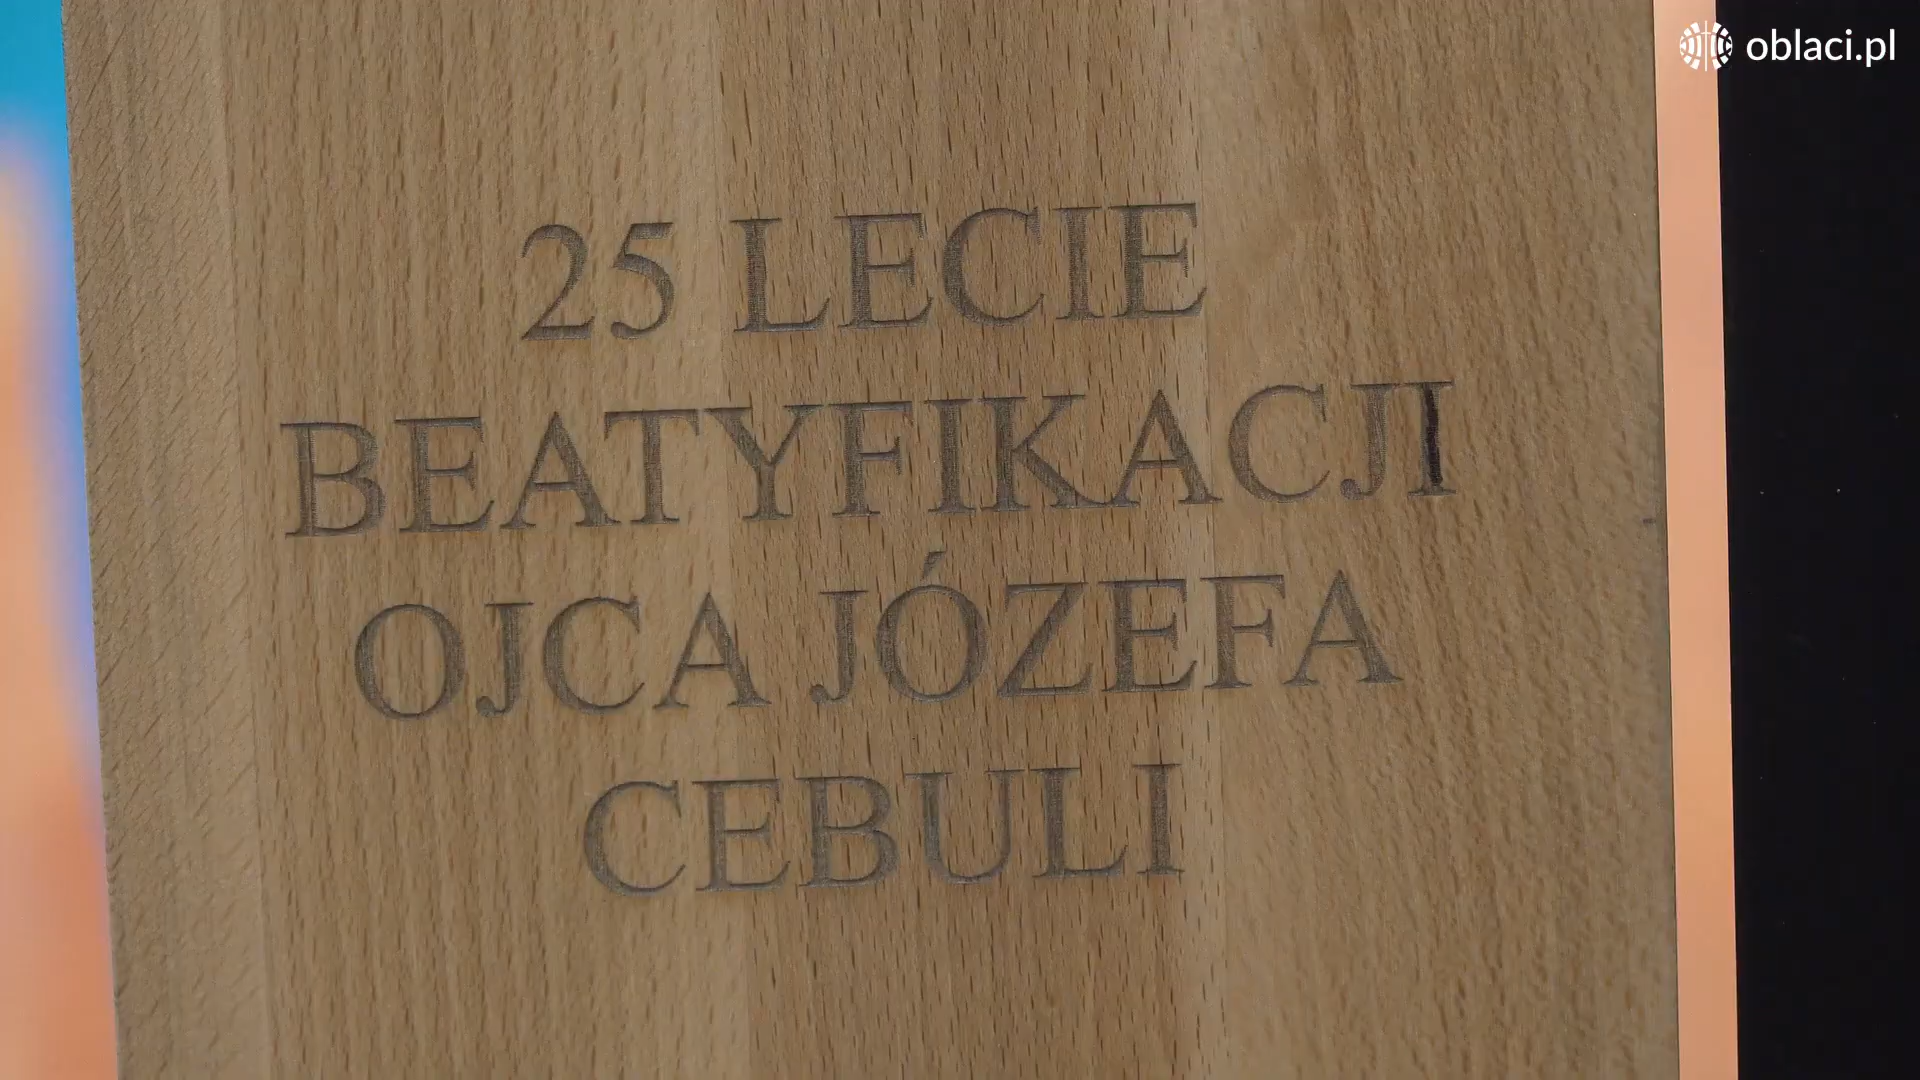 oblaci.pl
25 LECIE
BEATYFIKACJI
OJCA JÓZEFA
CEBULI